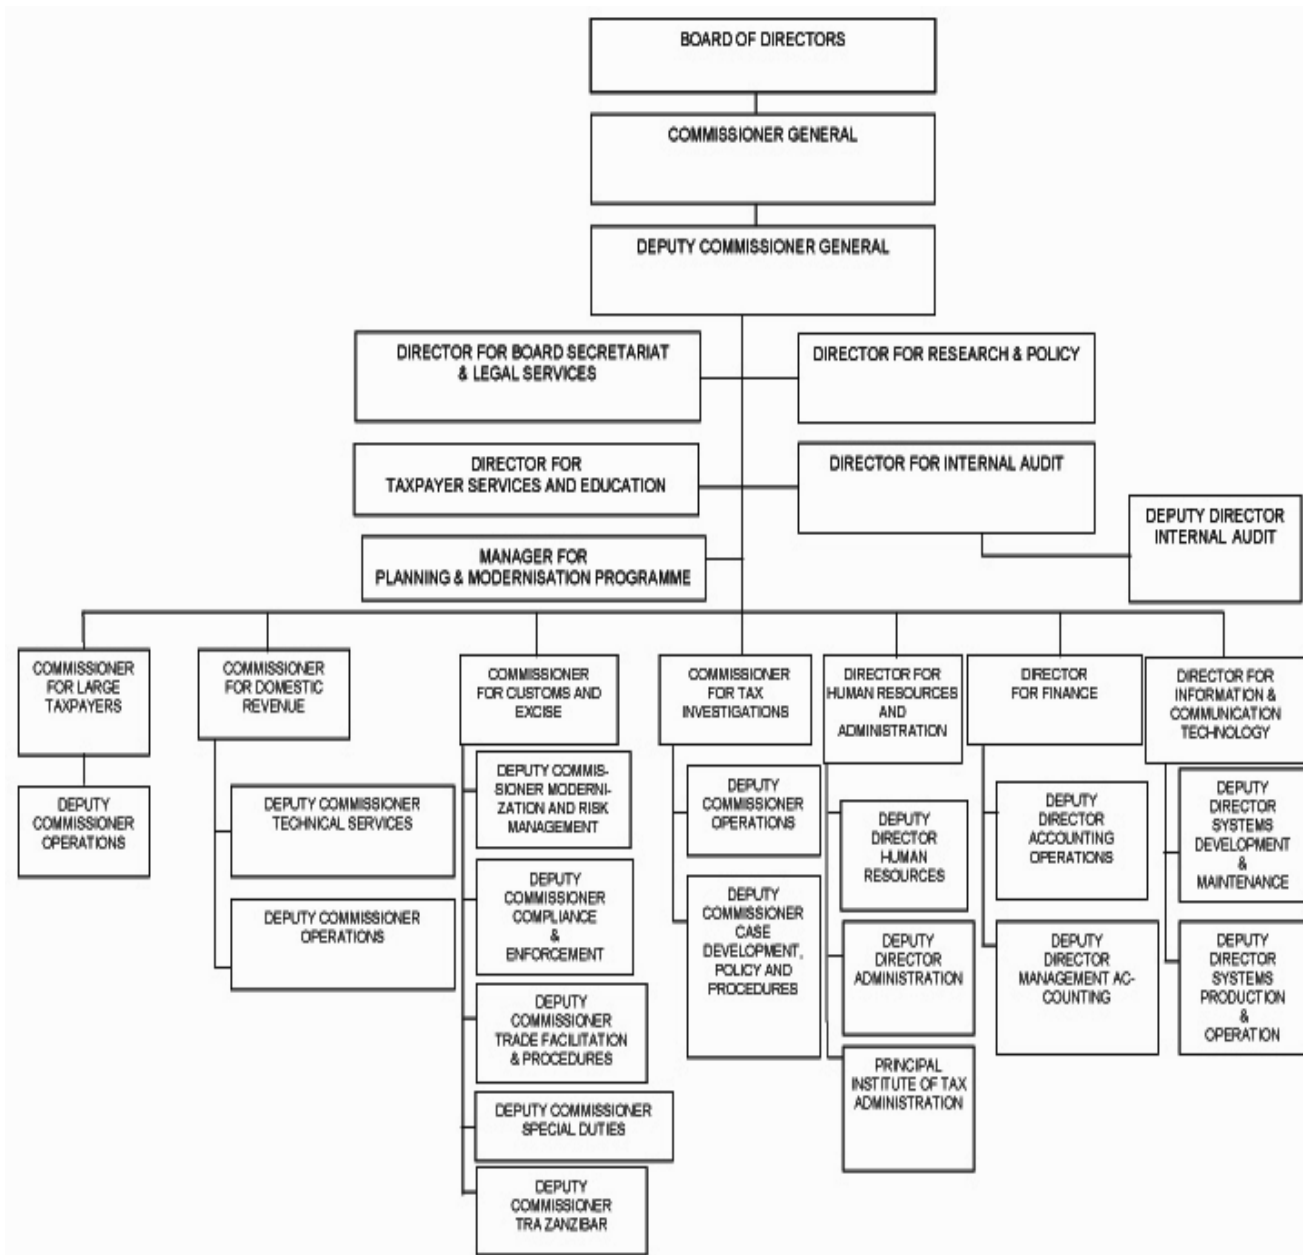 BOARD OF DIRECTORS
COMMISSIONER GENERAL
DEPUTY COMMISSIONER GENERAL
DIRECTOR FOR BOARD SECRETARIAT
& LEGAL SERVICES
DIRECTOR FOR RESEARCH & POLICY
DIRECTOR FOR
TAXPAYER SERVICES AND EDUCATION
DIRECTOR FOR INTERNAL AUDIT
DEPUTY DIRECTOR
INTERNAL AUDIT
MANAGER FOR
PLANNING & MODERNISATION PROGRAMME
COMMISSIONER
FOR LARGE
TAXPAYERS
DEPUTY
COMMISSIONER
OPERATIONS
COMMISSIONER
FOR DOMESTIC
REVENUE
DEPUTY COMMISSIONER
TECHNICAL SERVICES
DEPUTY COMMISSIONER
OPERATIONS
COMMISSIONER
FOR CUSTOMS AND
EXCISE
DEPUTY COMMIS-
SIONER MODERNI-
ZATION AND RISK
MANAGEMENT
DEPUTY
COMMISSIONER
COMPLIANCE
&
ENFORCEMENT
DEPUTY
COMMISSIONER
TRADE FACILITATION
& PROCEDURES
DEPUTY COMMISSIONER
SPECIAL DUTIES
DEPUTY
COMMISSIONER
TRA ZANZIBAR
COMMISSIONER
FOR TAX
INVESTIGATIONS
DEPUTY
COMMISSIONER
OPERATIONS
DEPUTY
COMMISSIONER
CASE
DEVELOPMENT,
POLICY AND
PROCEDURES
DIRECTOR FOR
HUMAN RESOURCES
AND
ADMINISTRATION
DEPUTY
DIRECTOR
HUMAN
RESOURCES
DEPUTY
DIRECTOR
ADMINISTRATION
PRINCIPAL
INSTITUTE OF TAX
ADMINISTRATION
DIRECTOR
FOR FINANCE
DEPUTY
DIRECTOR
ACCOUNTING
OPERATIONS
DEPUTY
DIRECTOR
MANAGEMENT AC-
COUNTING
DIRECTOR FOR
INFORMATION &
COMMUNICATION
TECHNOLOGY
DEPUTY
DIRECTOR
SYSTEMS
DEVELOPMENT
&
MAINTENANCE
DEPUTY
DIRECTOR
SYSTEMS
PRODUCTION
&
OPERATION